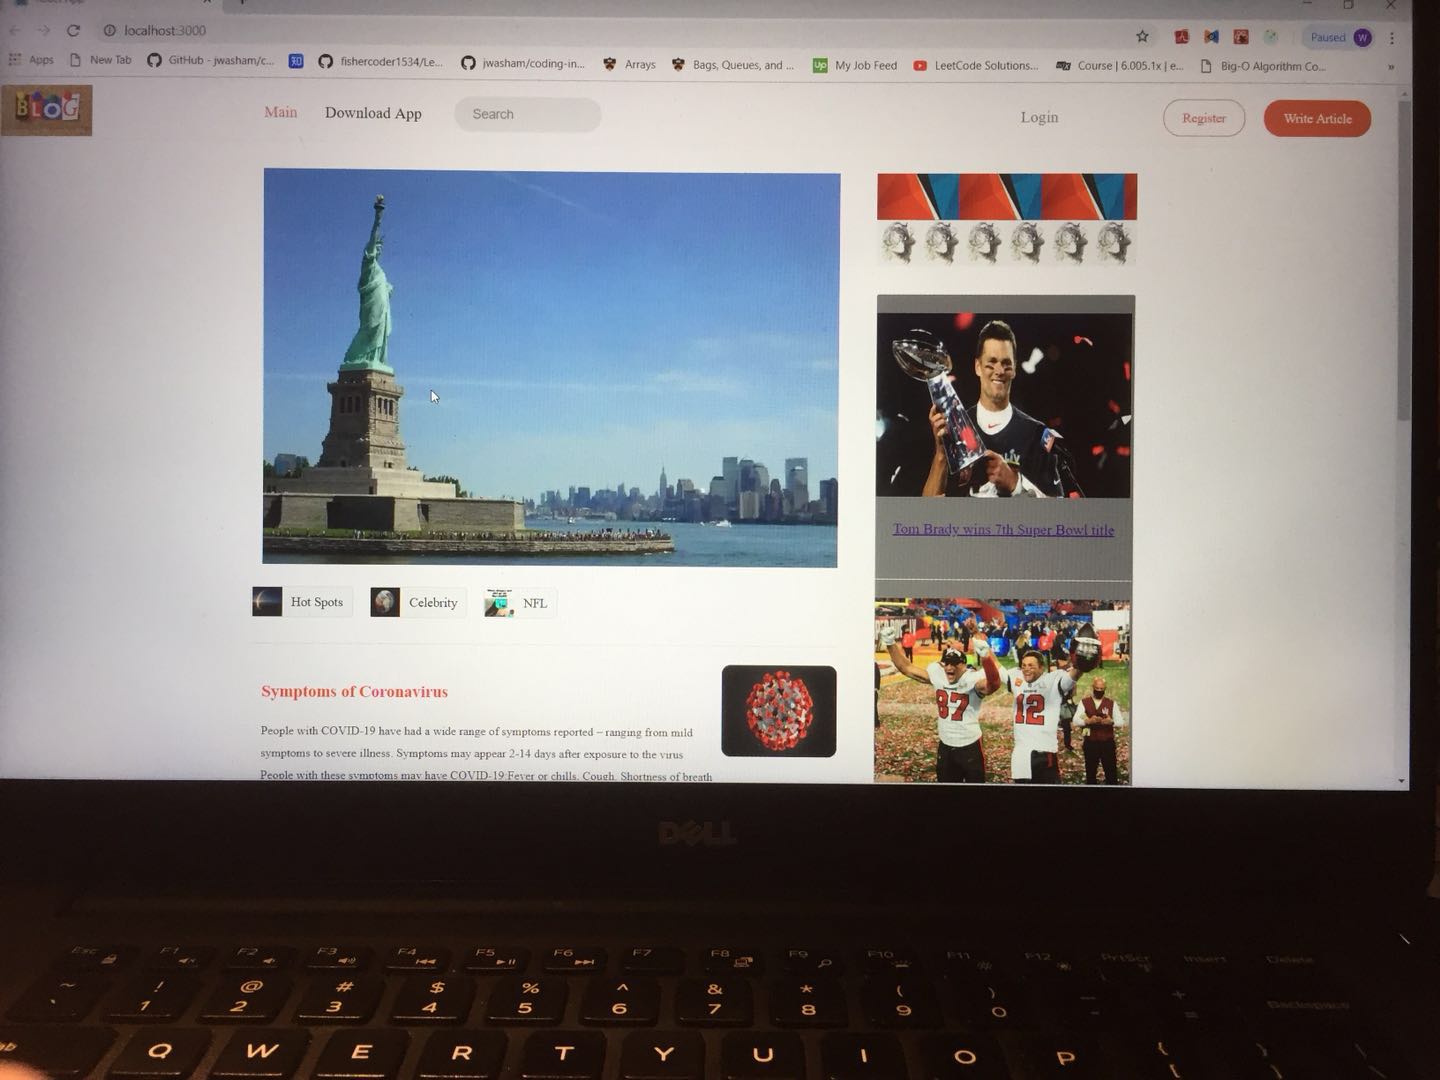 localhost:3000
Paused W
Apps New Tab GitHub - jwasham/c... 知 fishercoder1534/Le... jwasham/coding-in... Arrays Bags, Queues, and ... Up My Job Feed LeetCode Solutions... Course | 6.005.1x | e... Big-O Algorithm Co... »
BLOG Main Download App Search Login Register Write Article
Tom Brady wins 7th Super Bowl title
Hot Spots Celebrity NFL
87 12
Symptoms of Coronavirus
People with COVID-19 have had a wide range of symptoms reported – ranging from mild
symptoms to severe illness. Symptoms may appear 2-14 days after exposure to the virus
People with these symptoms may have COVID-19:Fever or chills, Cough, Shortness of breath
DELL
Esc F1 F2 F3 F4 F5 F6 F7 F8 F9 F10 F11 F12 PrtScr Insert Delete
~ ! @ # $ % ^ & * ( ) — +
` 1 2 3 4 5 6 7 8 9 0 - = Backspace
Q W E R T Y U I O P { }